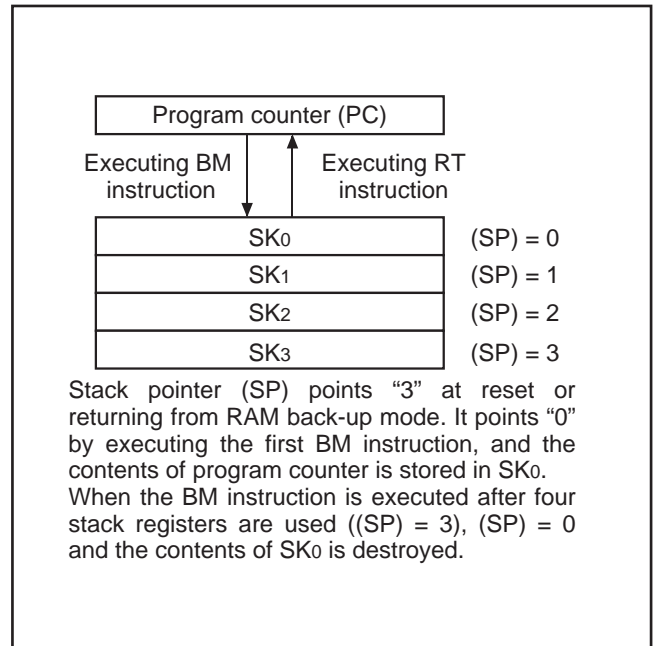 Program counter (PC)
Executing BM
instruction
Executing RT
instruction
SK0 (SP) = 0
SK1 (SP) = 1
SK2 (SP) = 2
SK3 (SP) = 3
Stack pointer (SP) points “3” at reset or
returning from RAM back-up mode. It points “0”
by executing the first BM instruction, and the
contents of program counter is stored in SK0.
When the BM instruction is executed after four
stack registers are used ((SP) = 3), (SP) = 0
and the contents of SK0 is destroyed.